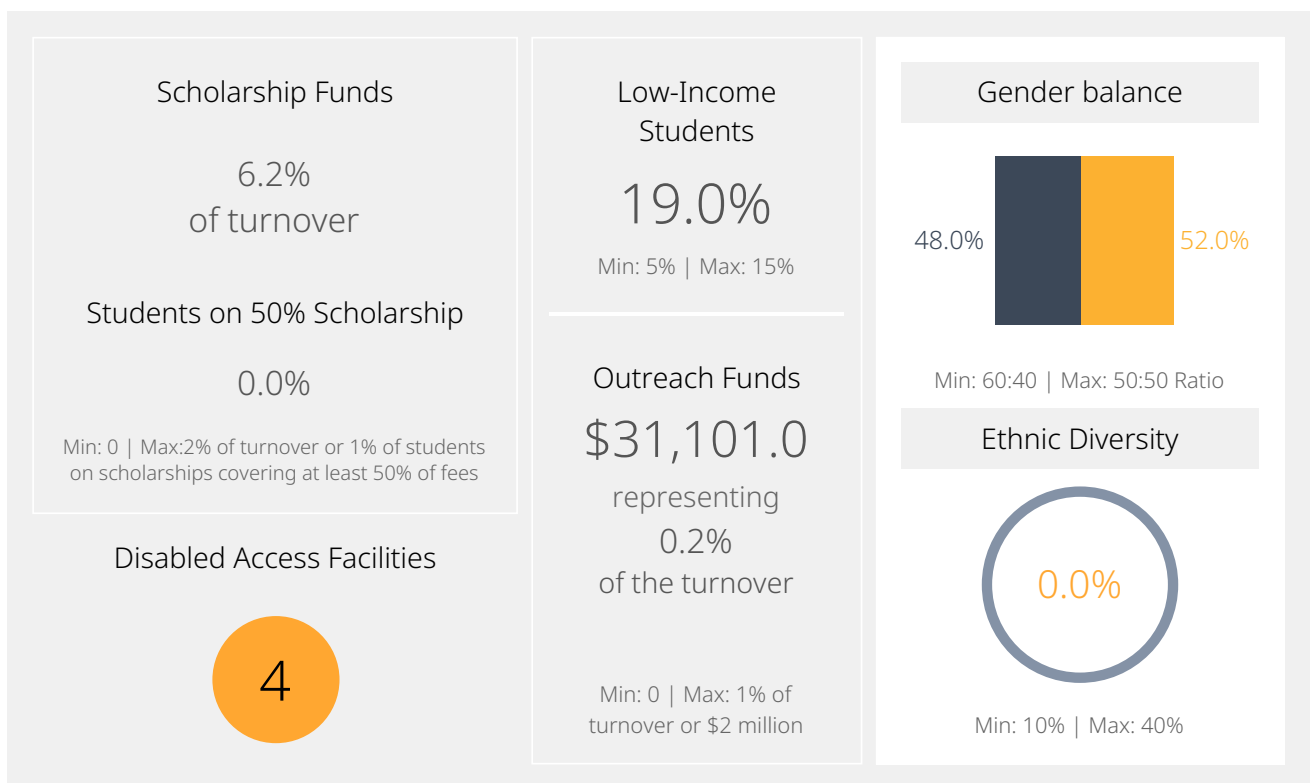 Scholarship Funds
6.2%
of turnover
Students on 50% Scholarship
0.0%
Min: 0 | Max:2% of turnover or 1% of students
on scholarships covering at least 50% of fees
Disabled Access Facilities
4
Low-Income
Students
19.0%
Min: 5% | Max: 15%
Outreach Funds
$31,101.0
representing
0.2%
of the turnover
Min: 0 | Max: 1% of
turnover or $2 million
Gender balance
48.0%
52.0%
Min: 60:40 | Max: 50:50 Ratio
Ethnic Diversity
0.0%
Min: 10% | Max: 40%